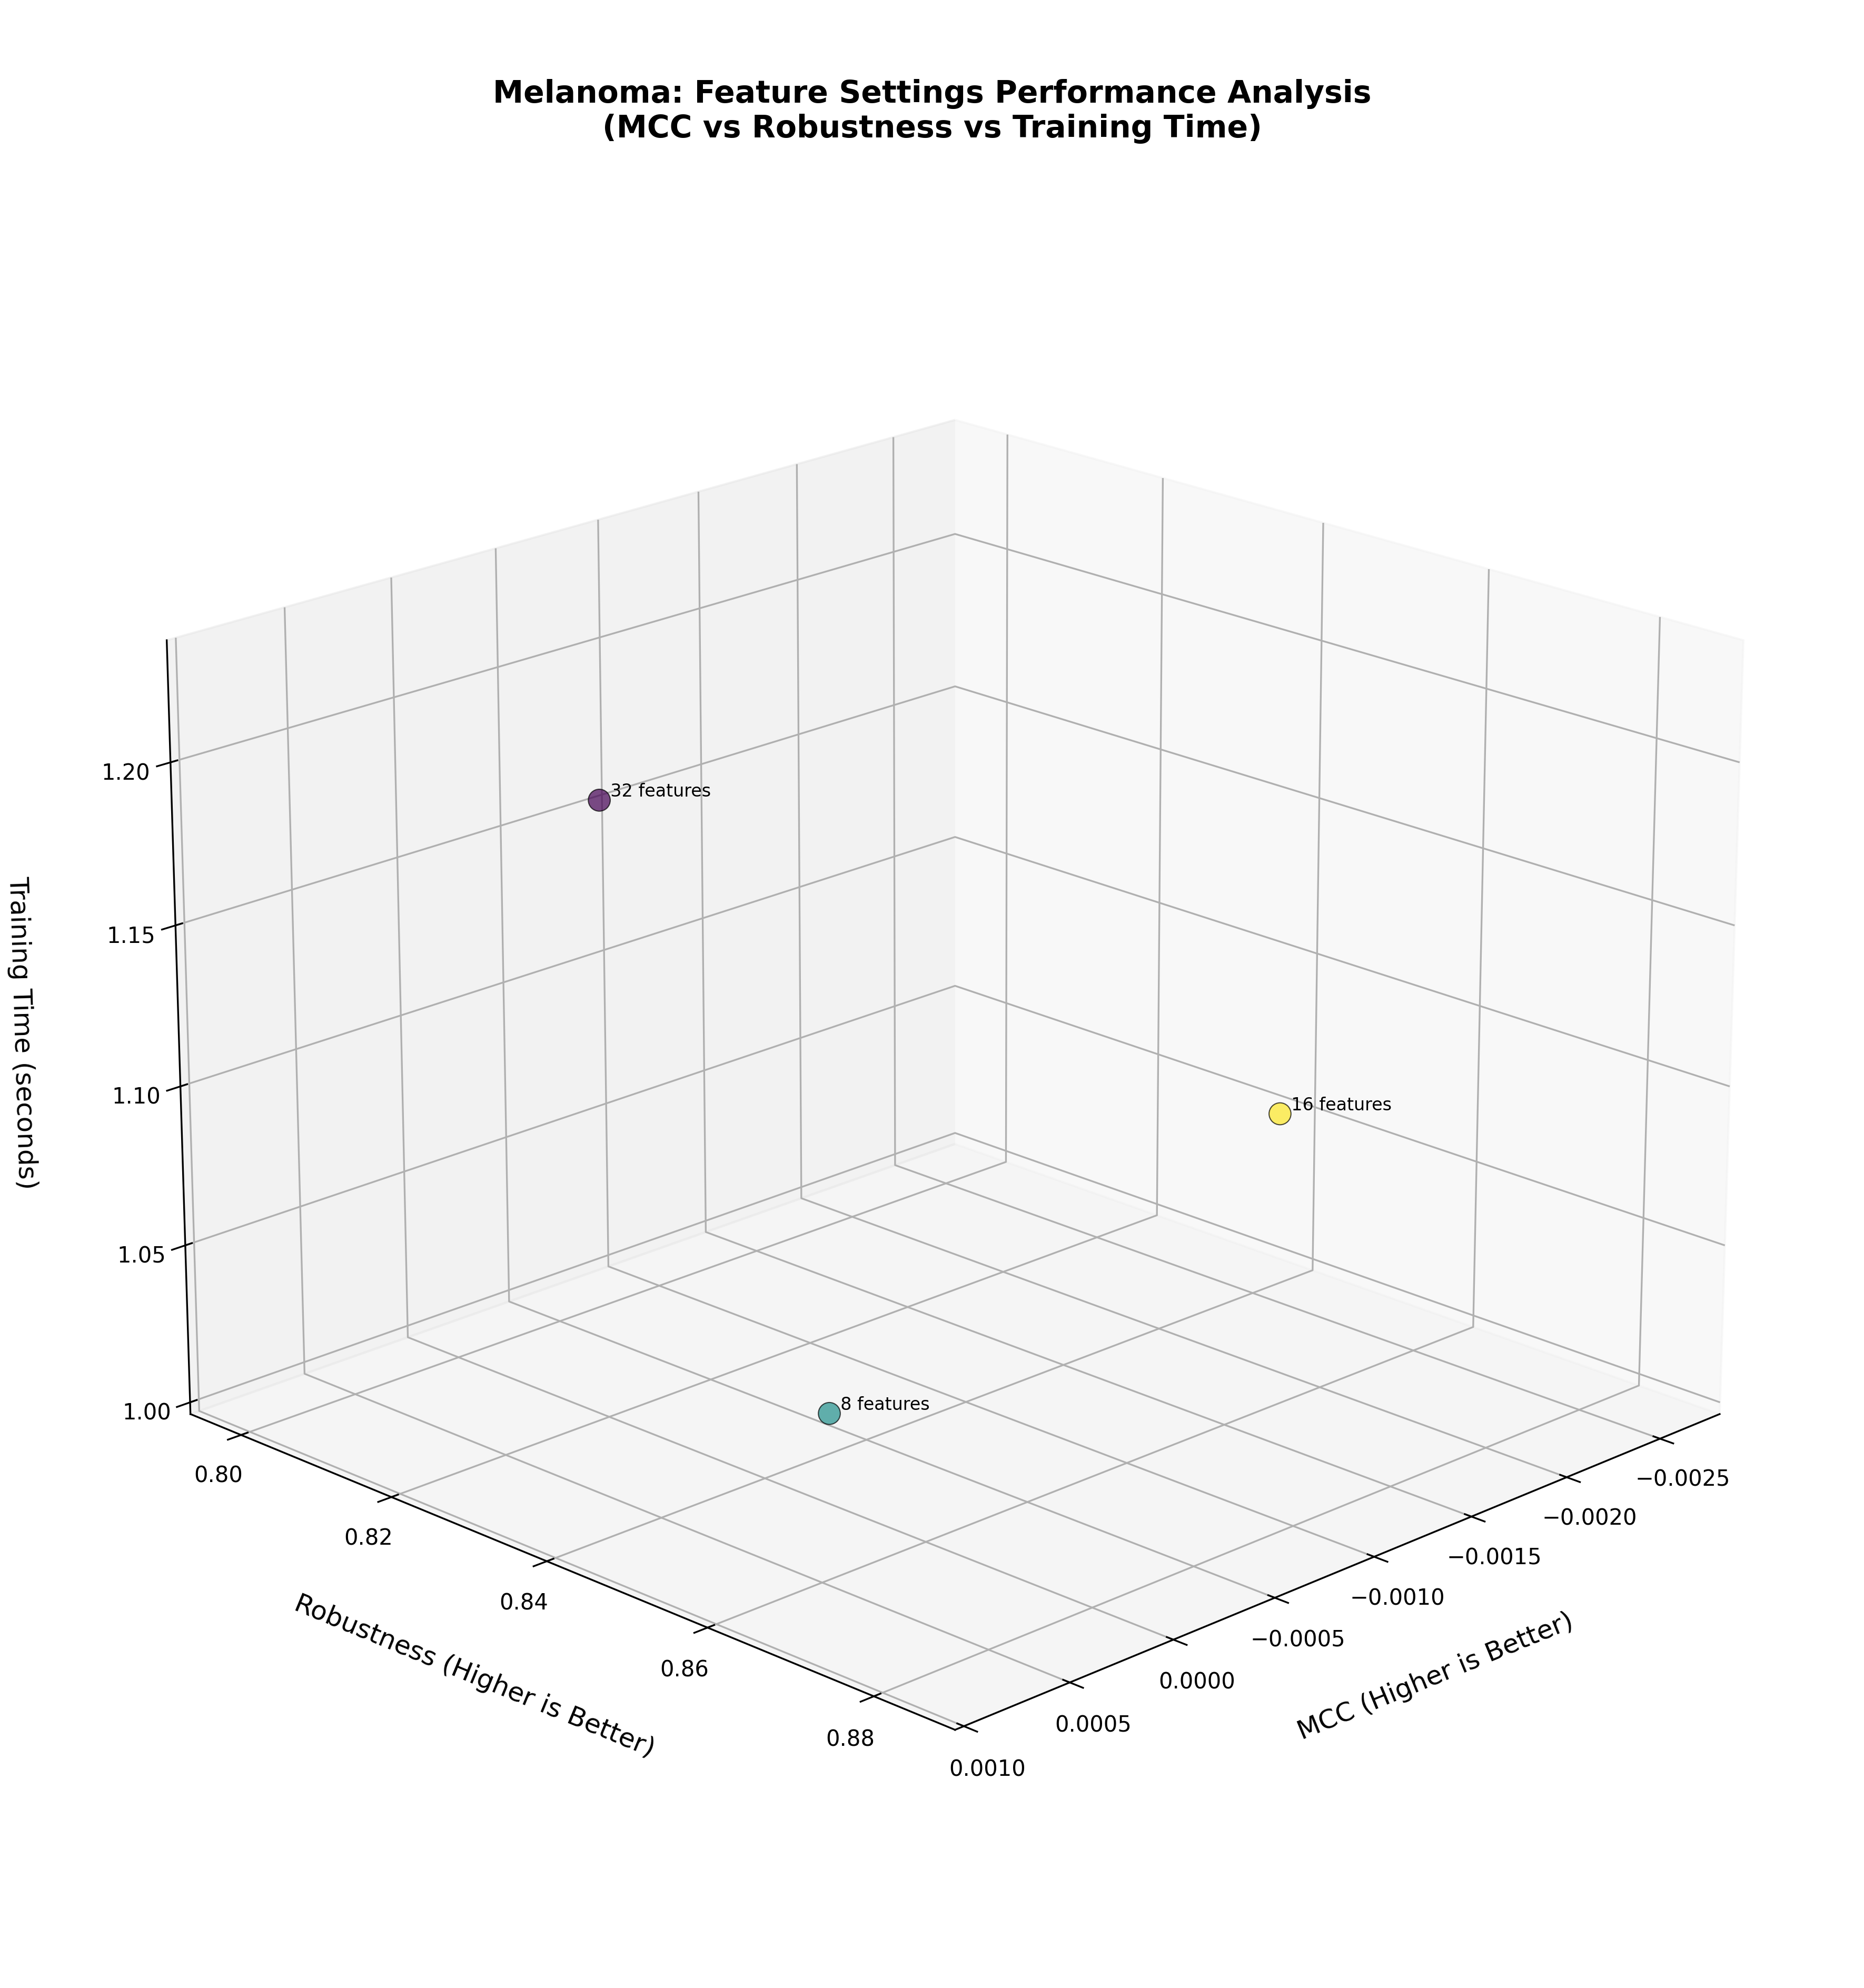 Melanoma: Feature Settings Performance Analysis
(MCC vs Robustness vs Training Time)
32 features
16 features
8 features
Training Time (seconds)
1.20
1.15
1.10
1.05
1.00
0.80
0.82
0.84
0.86
0.88
Robustness (Higher is Better)
−0.0025
−0.0020
−0.0015
−0.0010
−0.0005
0.0000
0.0005
0.0010
MCC (Higher is Better)